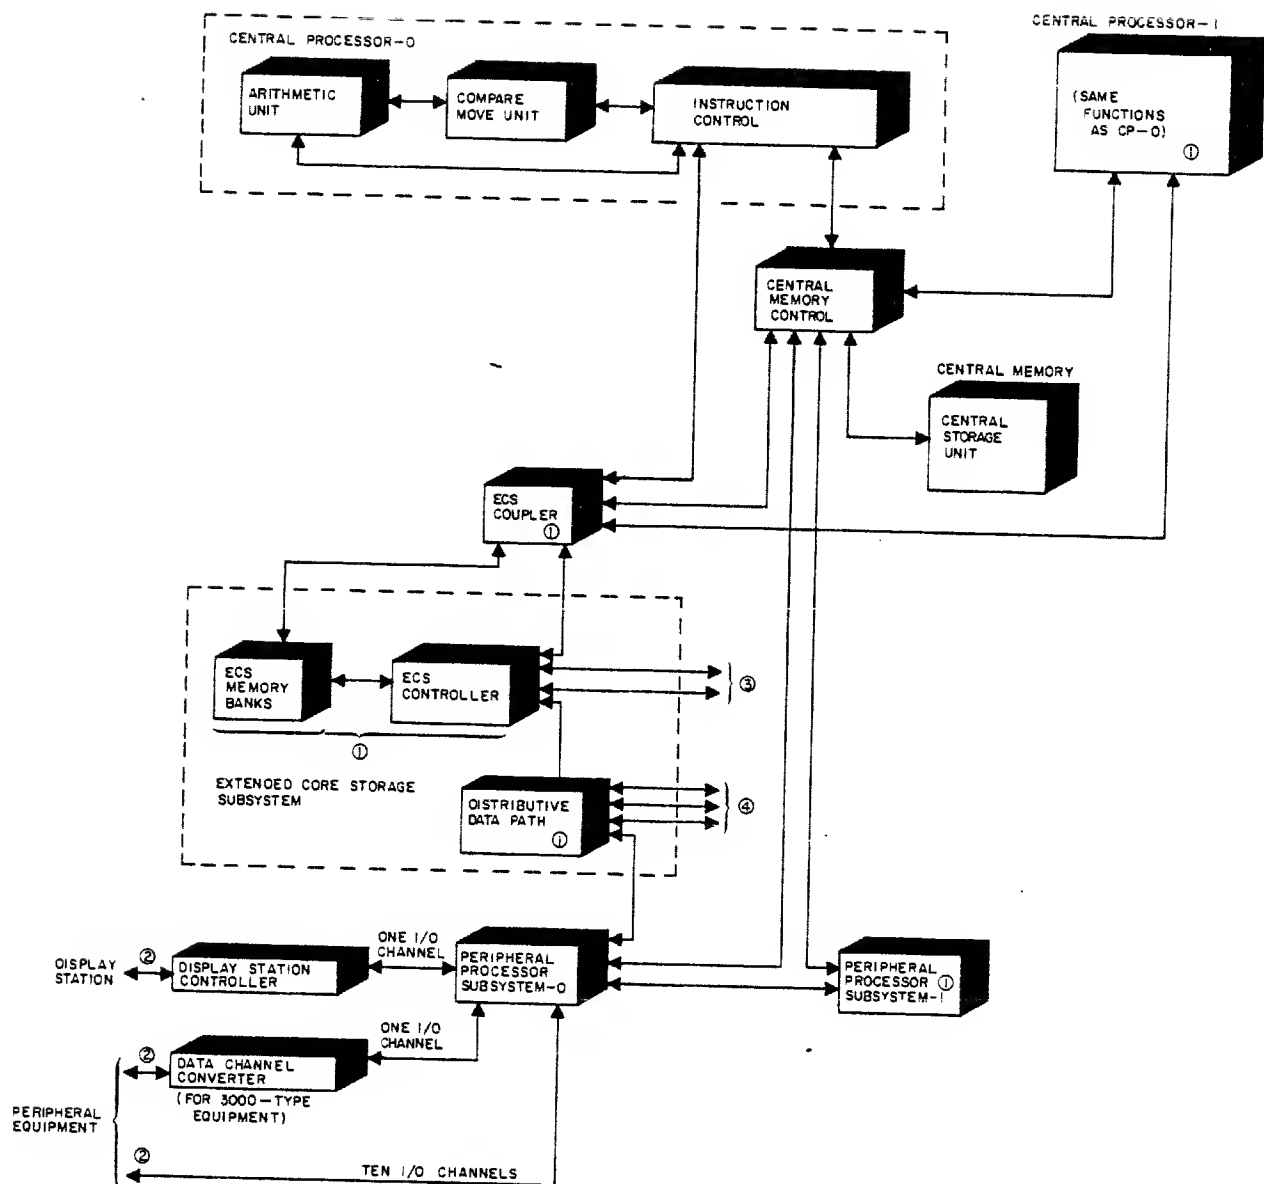 CENTRAL PROCESSOR-0
ARITHMETIC
UNIT
COMPARE
MOVE UNIT
INSTRUCTION
CONTROL
CENTRAL PROCESSOR-1
(SAME
FUNCTIONS
AS CP-0)
①
CENTRAL
MEMORY
CONTROL
CENTRAL MEMORY
CENTRAL
STORAGE
UNIT
ECS
COUPLER
①
ECS
MEMORY
BANKS
ECS
CONTROLLER
③
①
EXTENDED CORE STORAGE
SUBSYSTEM
DISTRIBUTIVE
DATA PATH
①
④
DISPLAY
STATION
②
DISPLAY STATION
CONTROLLER
ONE I/O
CHANNEL
PERIPHERAL
PROCESSOR
SUBSYSTEM-0
PERIPHERAL
PROCESSOR ①
SUBSYSTEM-1
ONE I/O
CHANNEL
②
DATA CHANNEL
CONVERTER
(FOR 3000-TYPE
EQUIPMENT)
PERIPHERAL
EQUIPMENT
②
TEN I/O CHANNELS